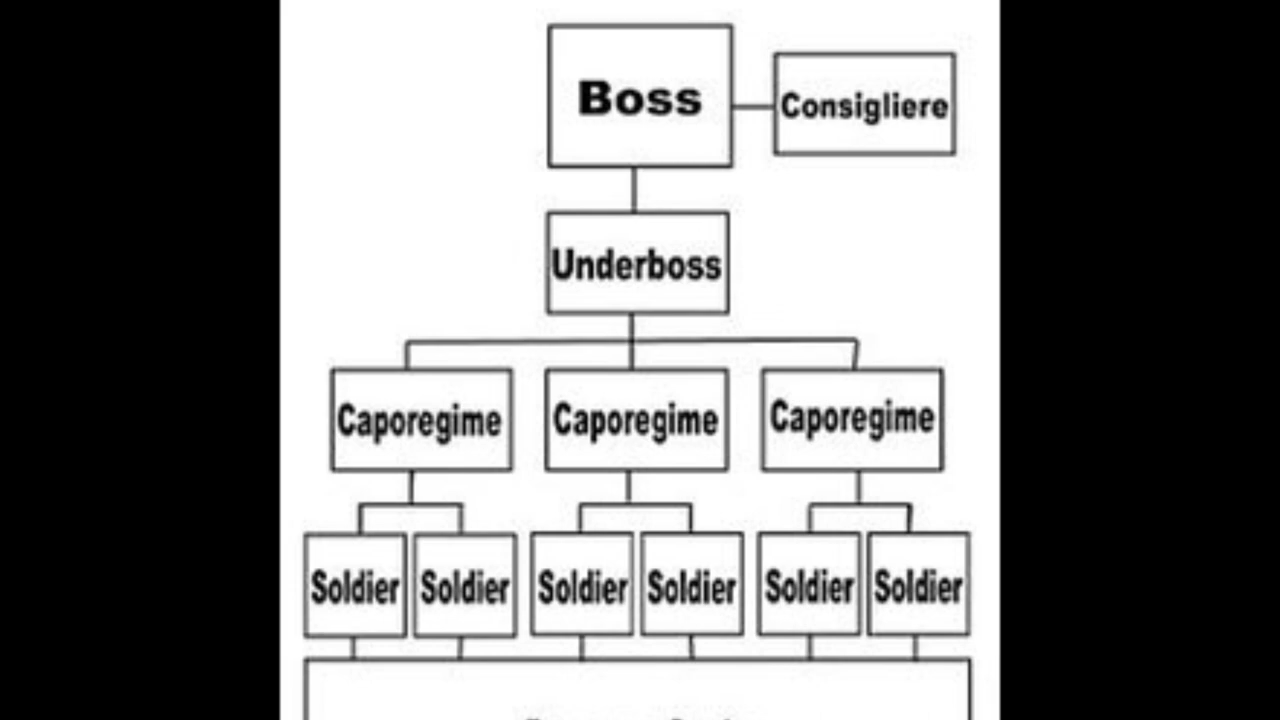 Boss
Consigliere
Underboss
Caporegime Caporegime Caporegime
Soldier Soldier Soldier Soldier Soldier Soldier